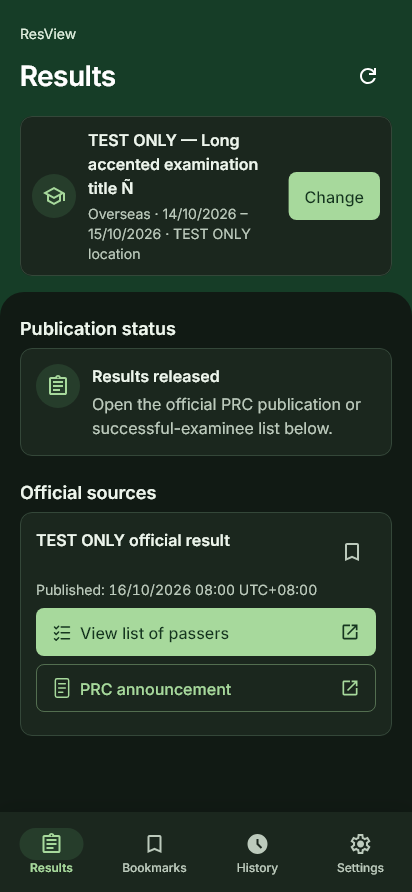 ResView
Results
TEST ONLY — Long
accented examination
title Ñ
Overseas · 14/10/2026 –
15/10/2026 · TEST ONLY
location
Change
Publication status
Results released
Open the official PRC publication or
successful-examinee list below.
Official sources
TEST ONLY official result
Published: 16/10/2026 08:00 UTC+08:00
View list of passers
PRC announcement
Results
Bookmarks
History
Settings